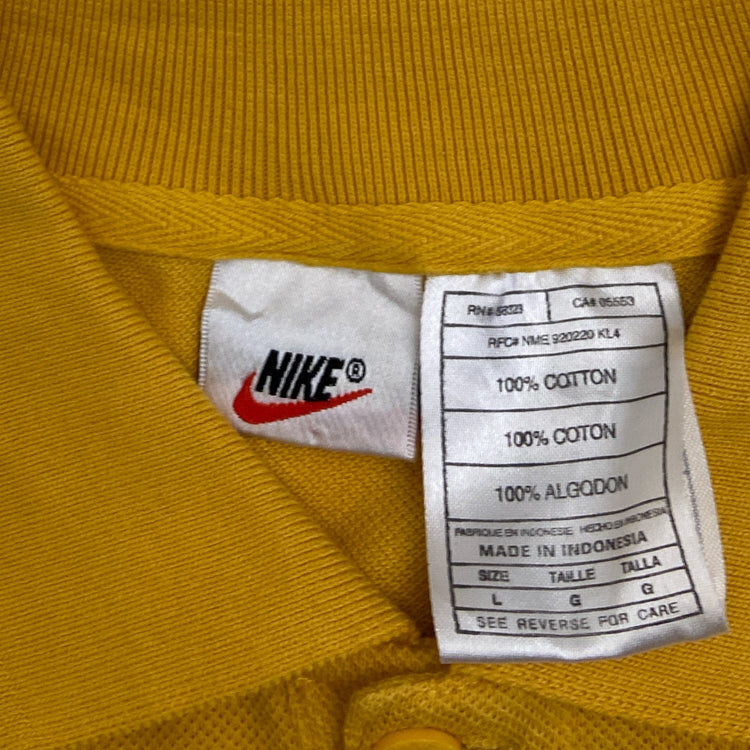 NIKE®
RN# 58323 CA# 05553
RFC# NME 920220 KL4
100% COTTON
100% COTON
100% ALGODON
FABRIQUE EN INDONESIE, HECHO EN INDONESIA
MADE IN INDONESIA
SIZE TAILLE TALLA
L G G
SEE REVERSE FOR CARE